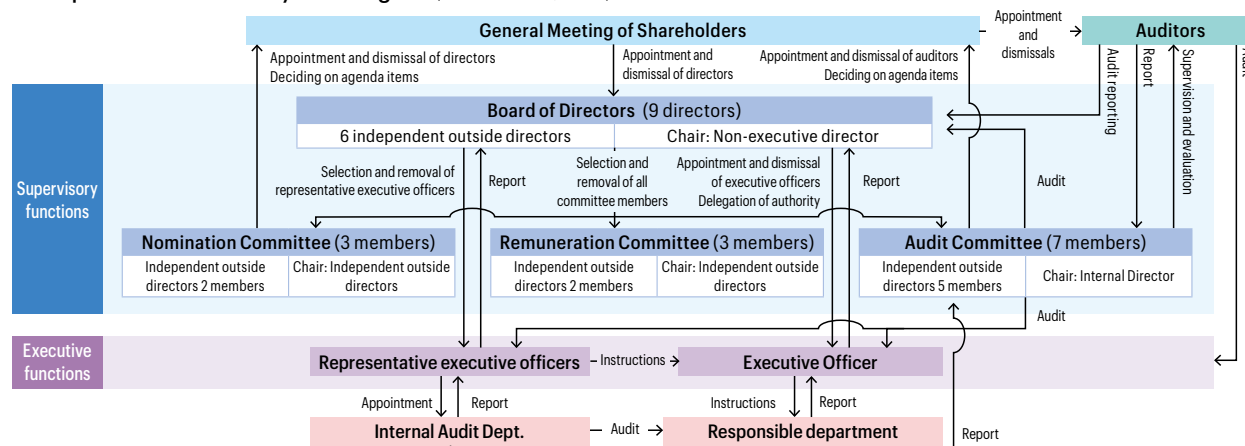 General Meeting of Shareholders
Appointment
and
dismissals
Auditors
Appointment and dismissal of directors
Deciding on agenda items
Appointment and
dismissal of directors
Appointment and dismissal of auditors
Deciding on agenda items
Audit reporting
Report
Supervision and evaluation
Audit
Board of Directors (9 directors)
6 independent outside directors
Chair: Non-executive director
Supervisory
functions
Selection and removal of
representative executive officers
Report
Selection and
removal of all
committee members
Appointment and dismissal
of executive officers
Delegation of authority
Report
Audit
Nomination Committee (3 members)
Independent outside
directors 2 members
Chair: Independent outside
directors
Remuneration Committee (3 members)
Independent outside
directors 2 members
Chair: Independent outside
directors
Audit Committee (7 members)
Independent outside
directors 5 members
Chair: Internal Director
Audit
Executive
functions
Representative executive officers
Instructions
Executive Officer
Appointment
Report
Instructions
Report
Internal Audit Dept.
Audit
Responsible department
Report